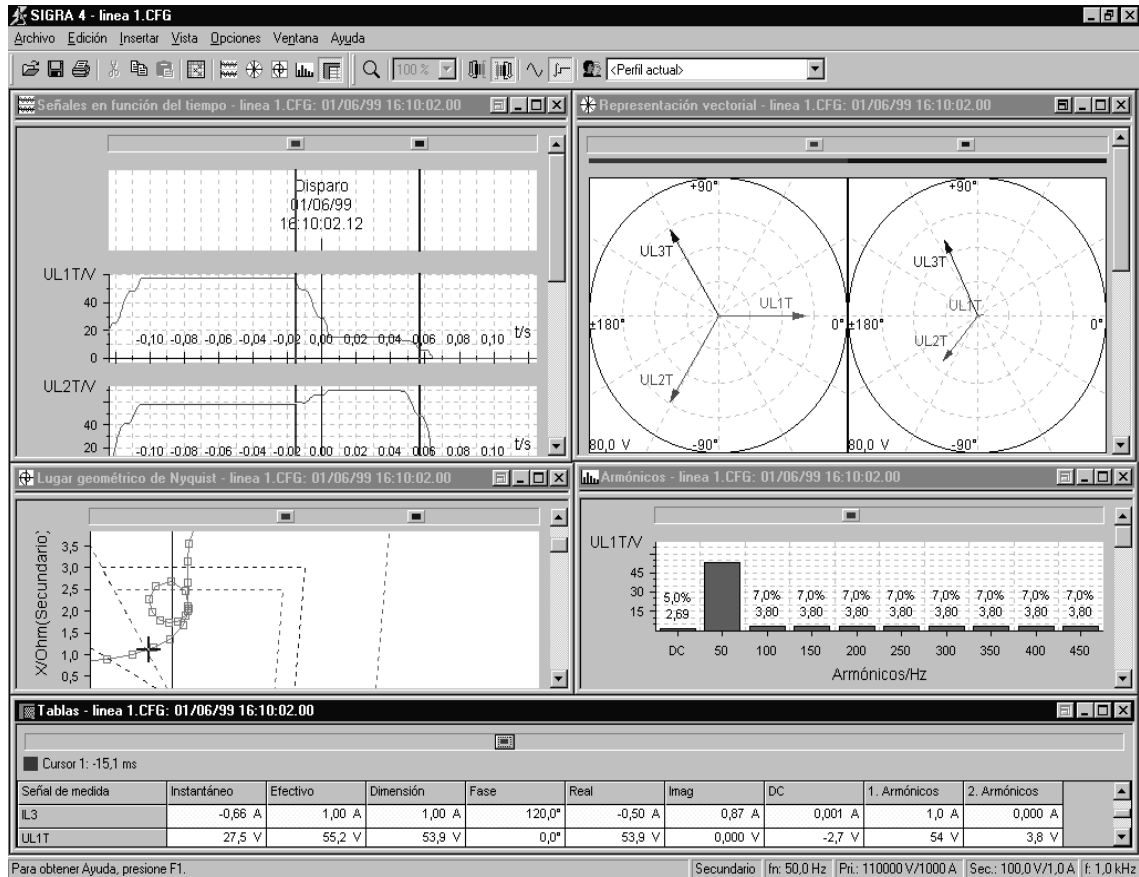 SIGRA 4 - linea 1.CFG
Archivo Edición Insertar Vista Opciones Ventana Ayuda
100 %
<Perfil actual>
Señales en función del tiempo - linea 1.CFG: 01/06/99 16:10:02.00
Disparo
01/06/99
16:10:02.12
UL1T/V
40
20
0
-0,10 -0,08 -0,06 -0,04 -0,02 0,00 0,02 0,04 0,06 0,08 0,10 t/s
UL2T/V
40
20
-0,10 -0,08 -0,06 -0,04 -0,02 0,00 0,02 0,04 0,06 0,08 0,10 t/s
Representación vectorial - linea 1.CFG: 01/06/99 16:10:02.00
+90°
UL3T
UL1T
±180°
0°
UL2T
80,0 V
-90°
+90°
UL3T
UL1T
±180°
0°
UL2T
80,0 V
-90°
Lugar geométrico de Nyquist - linea 1.CFG: 01/06/99 16:10:02.00
X/Ohm(Secundario)
3,5
3,0
2,5
2,0
1,5
1,0
0,5
Armónicos - linea 1.CFG: 01/06/99 16:10:02.00
UL1T/V
45
30
15
5,0% 7,0% 7,0% 7,0% 7,0% 7,0% 7,0% 7,0% 7,0%
2,69 3,80 3,80 3,80 3,80 3,80 3,80 3,80 3,80
DC 50 100 150 200 250 300 350 400 450
Armónicos/Hz
Tablas - linea 1.CFG: 01/06/99 16:10:02.00
Cursor 1: -15,1 ms
Señal de medida Instantáneo Efectivo Dimensión Fase Real Imag DC 1. Armónicos 2. Armónicos
IL3 -0,66 A 1,00 A 1,00 A 120,0° -0,50 A 0,87 A 0,001 A 1,0 A 0,000 A
UL1T 27,5 V 55,2 V 53,9 V 0,0° 53,9 V 0,000 V -2,7 V 54 V 3,8 V
Para obtener Ayuda, presione F1. Secundario fn: 50,0 Hz Pri.: 110000 V/1000 A Sec.: 100,0 V/1,0 A f: 1,0 kHz